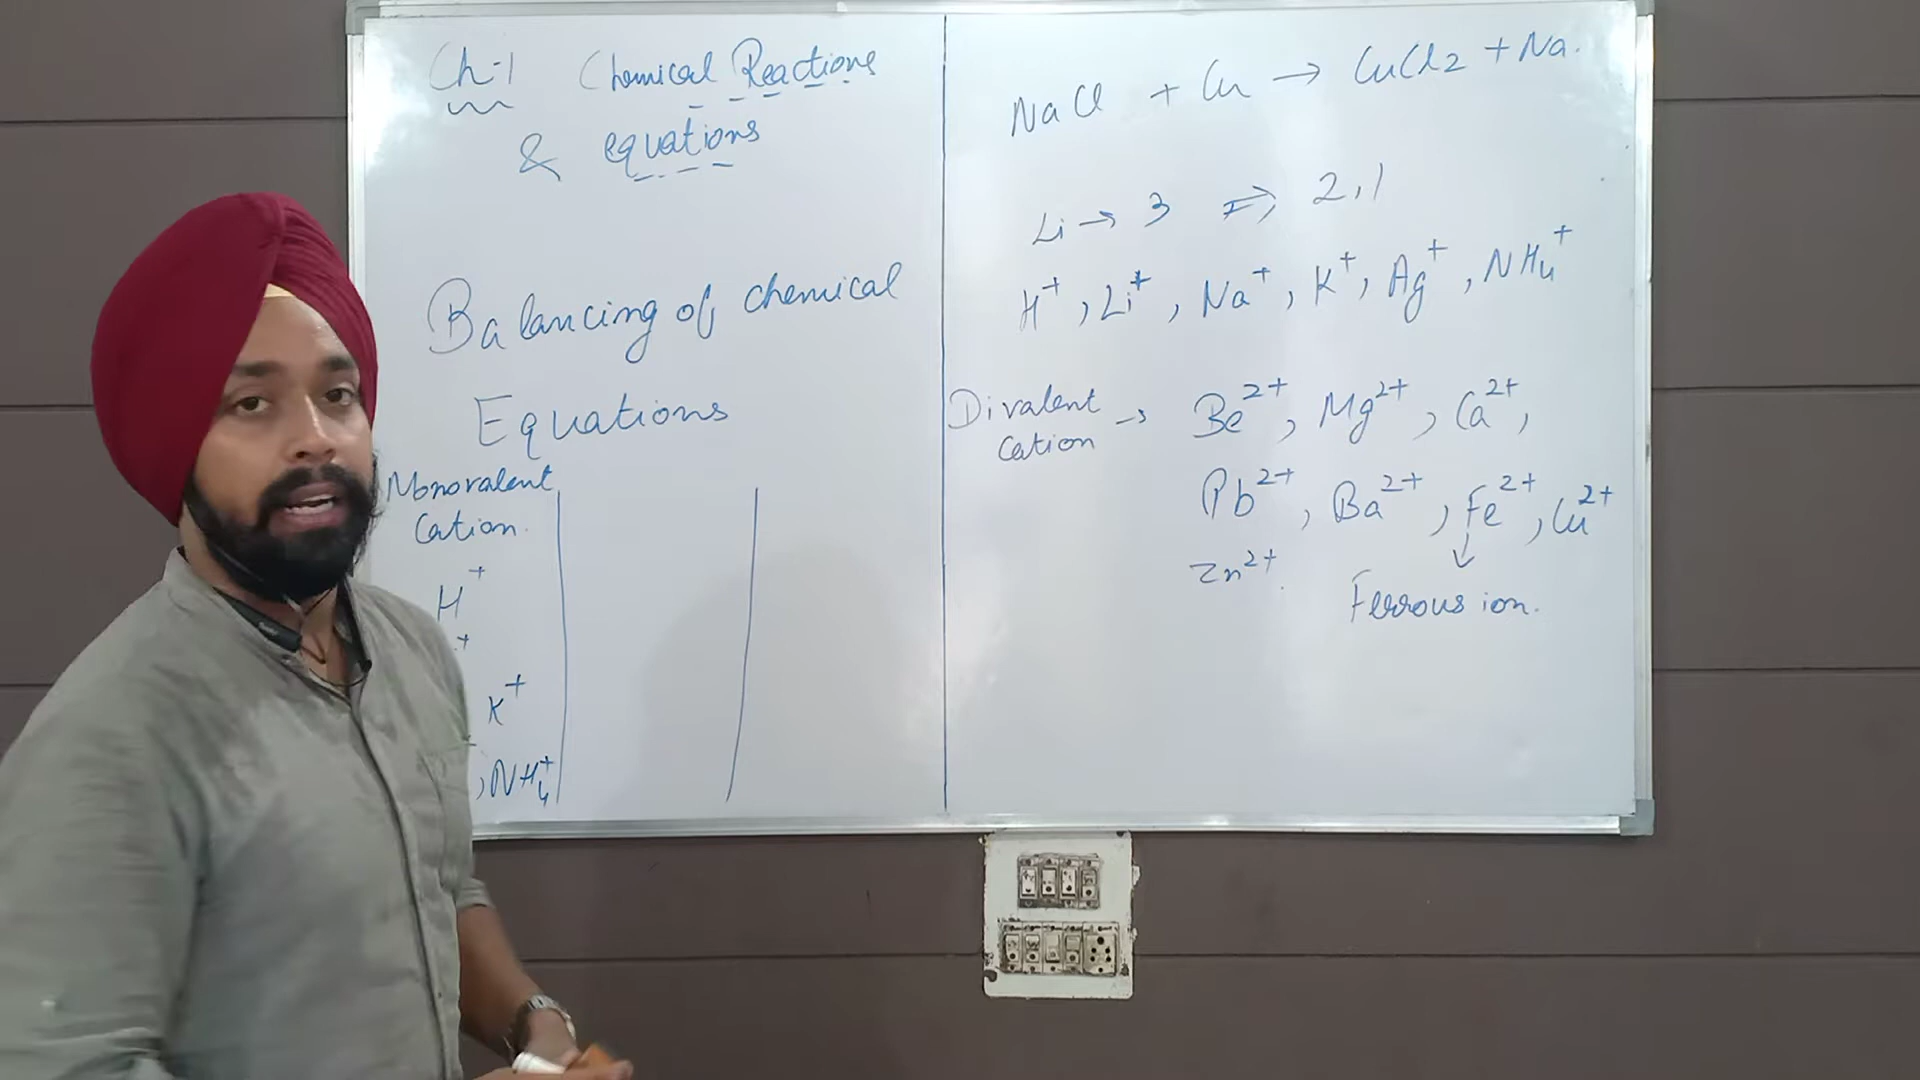 Ch-1 Chemical Reactions
& equations
Balancing of chemical
Equations
Monovalent
Cation.
H+
+
K+
, NH4+
NaCl + Cu → CuCl2 + Na.
Li → 3 ⇒, 2,1
H+, Li+, Na+, K+, Ag+, NH4+
Divalent → Be2+, Mg2+, Ca2+,
cation
Pb2+, Ba2+, Fe2+, Cu2+
Zn2+.
Ferrous ion.